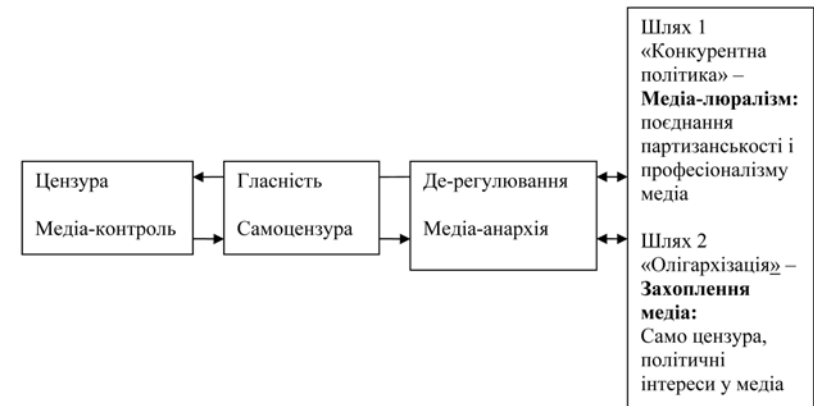 Цензура
Медіа-контроль
Гласність
Самоцензура
Де-регулювання
Медіа-анархія
Шлях 1
«Конкурентна
політика» –
Медіа-люралізм:
поєднання
партизанськості і
професіоналізму
медіа
Шлях 2
«Олігархізація» –
Захоплення
медіа:
Само цензура,
політичні
інтереси у медіа